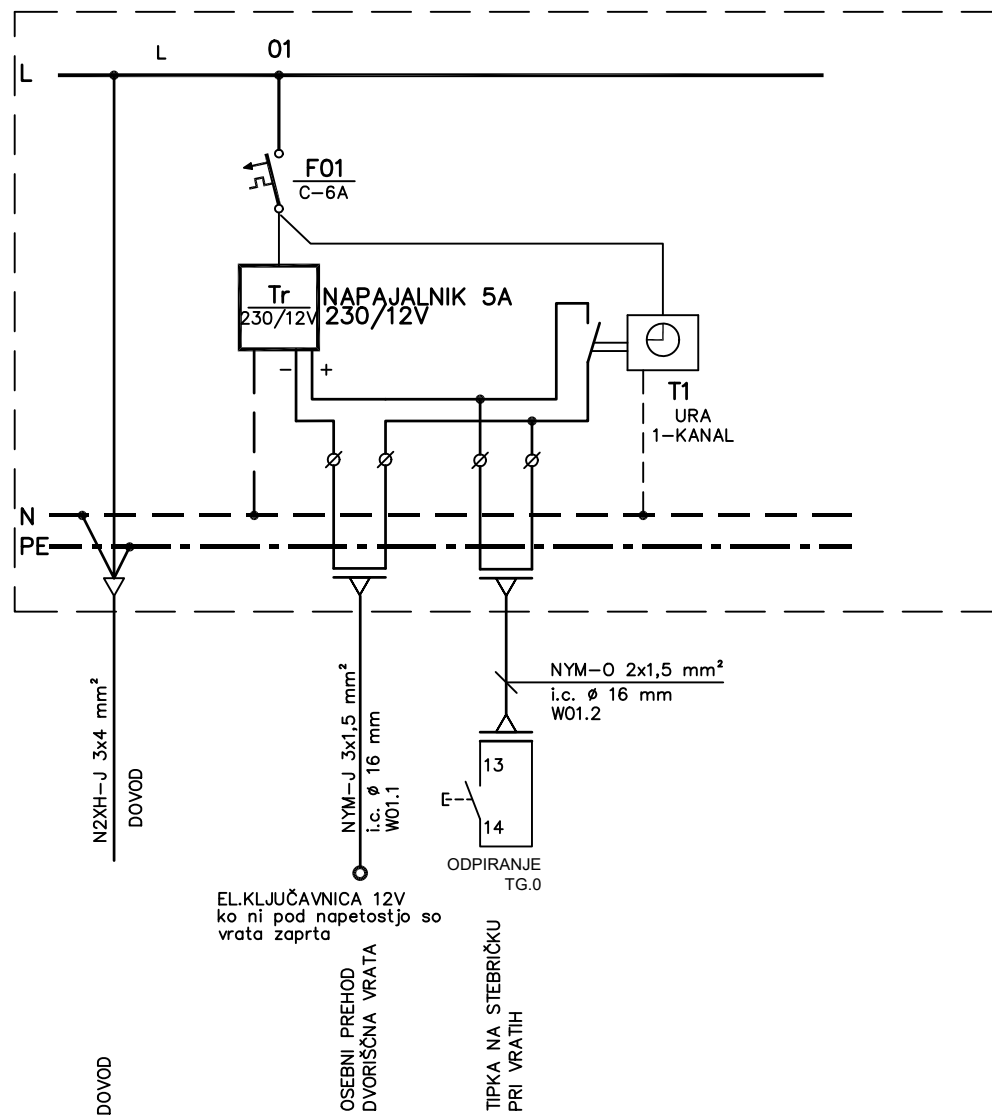 L
01
L
F01
C-6A
Tr
230/12V
NAPAJALNIK 5A
230/12V
- +
T1
URA
1-KANAL
N
PE
N2XH-J 3x4 mm²
DOVOD
NYM-J 3x1,5 mm²
i.c. ø 16 mm
W01.1
NYM-O 2x1,5 mm²
i.c. ø 16 mm
W01.2
13
14
ODPIRANJE
TG.0
EL.KLJUČAVNICA 12V
ko ni pod napetostjo so
vrata zaprta
DOVOD
OSEBNI PREHOD
DVORIŠČNA VRATA
TIPKA NA STEBRIČKU
PRI VRATIH